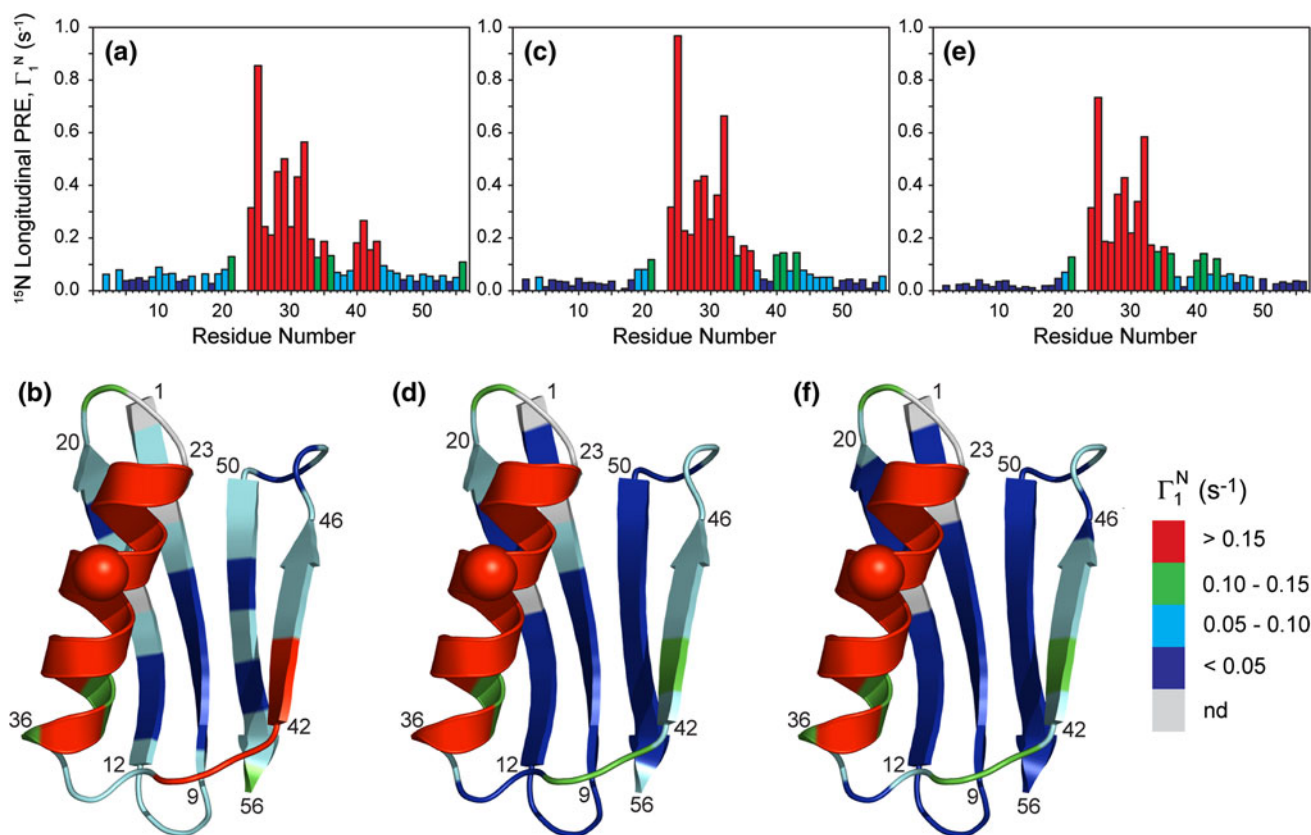 (a)
(c)
(e)
¹⁵N Longitudinal PRE, Γ₁ᴺ (s⁻¹)
1.0
0.8
0.6
0.4
0.2
0.0
1.0
0.8
0.6
0.4
0.2
0.0
1.0
0.8
0.6
0.4
0.2
0.0
10 20 30 40 50
10 20 30 40 50
10 20 30 40 50
Residue Number
Residue Number
Residue Number
(b)
1
20
23
50
46
36
12
9
42
56
(d)
1
20
23
50
46
36
12
9
42
56
(f)
1
20
23
50
46
36
12
9
42
56
Γ₁ᴺ (s⁻¹)
> 0.15
0.10 - 0.15
0.05 - 0.10
< 0.05
nd